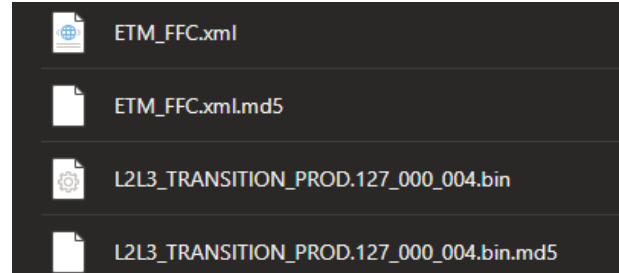 ETM_FFC.xml
ETM_FFC.xml.md5
L2L3_TRANSITION_PROD.127_000_004.bin
L2L3_TRANSITION_PROD.127_000_004.bin.md5